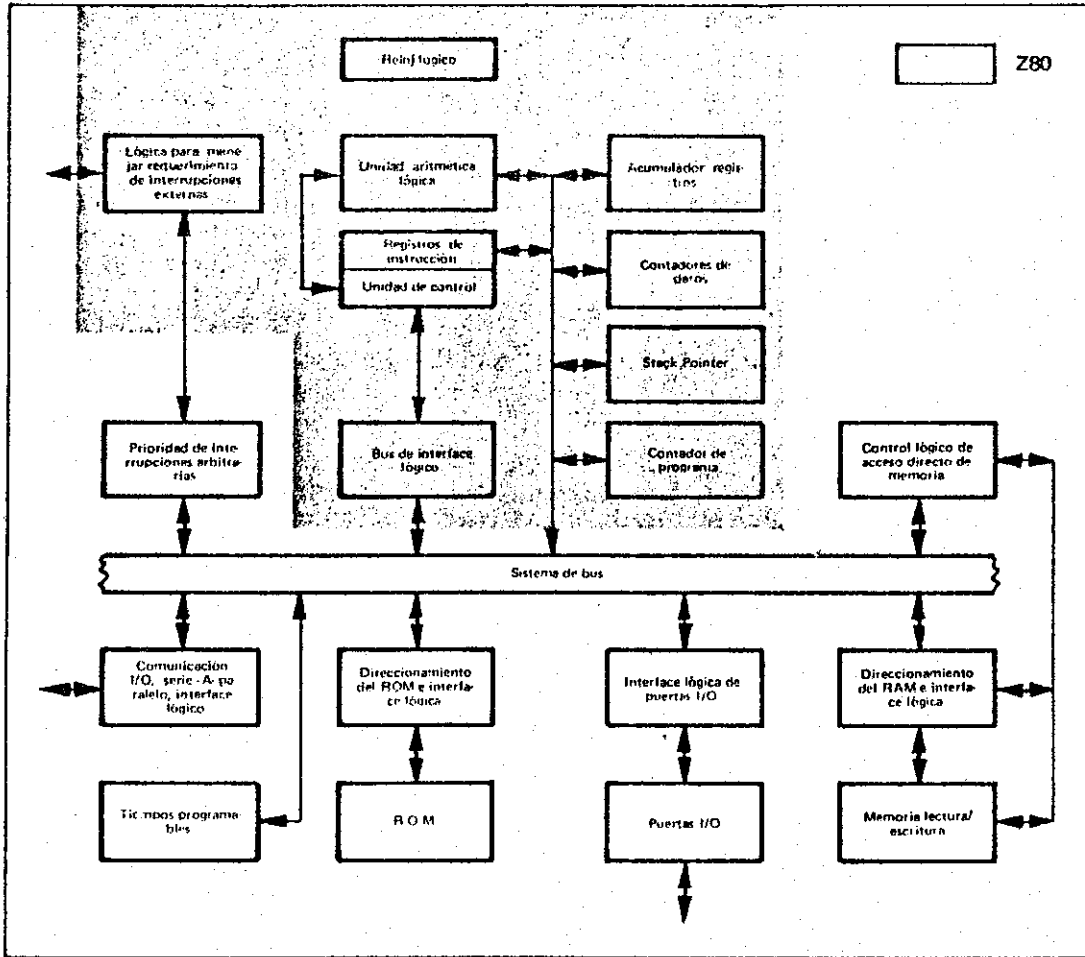 Z80
Lógica para mane
jar requerimiento
de interrupciones
externas
Unidad aritmética
lógica
Acumulador regis-
tros
Registros de
instrucción
Unidad de control
Contadores de
datos
Stack Pointer
Prioridad de inte
rrupciones arbitra-
rias
Bus de interface
lógico
Contador de
programa
Control lógico de
acceso directo de
memoria
Sistema de bus
Comunicación
I/O, serie-A-pa
ralelo, interface
lógico
Direccionamiento
del ROM e interfa-
ce lógica
Interface lógica de
puertas I/O
Direccionamiento
del RAM e interfa-
ce lógica
Tiempos programa-
bles
R O M
Puertas I/O
Memoria lectura/
escritura